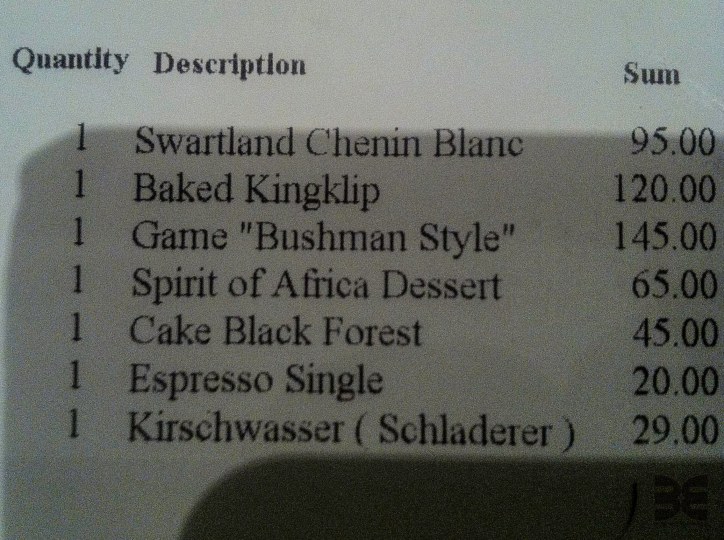 Quantity Description Sum
1 Swartland Chenin Blanc 95.00
1 Baked Kingklip 120.00
1 Game "Bushman Style" 145.00
1 Spirit of Africa Dessert 65.00
1 Cake Black Forest 45.00
1 Espresso Single 20.00
1 Kirschwasser ( Schladerer ) 29.00